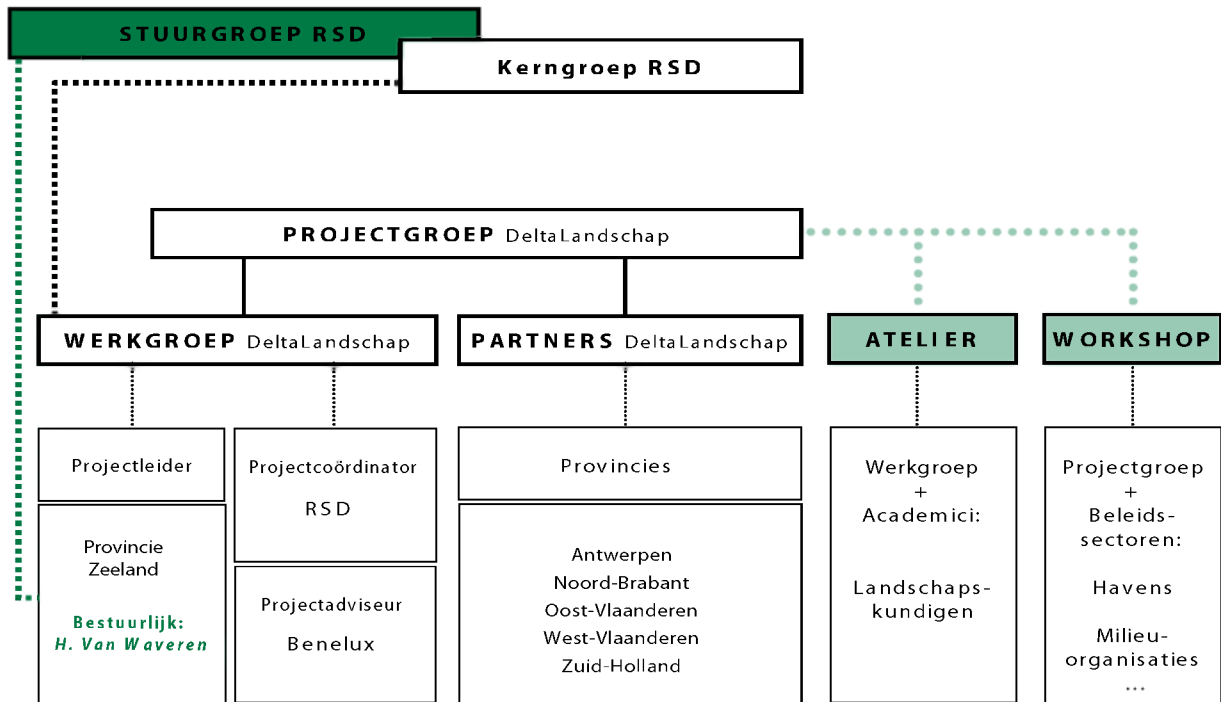 STUURGROEP RSD
Kerngroep RSD
PROJECTGROEP DeltaLandschap
WERKGROEP DeltaLandschap
PARTNERS DeltaLandschap
ATELIER
WORKSHOP
Projectleider
Provincie
Zeeland
Bestuurlijk:
H. Van Waveren
Projectcoördinator
RSD
Projectadviseur
Benelux
Provincies
Antwerpen
Noord-Brabant
Oost-Vlaanderen
West-Vlaanderen
Zuid-Holland
Werkgroep
+
Academici:
Landschaps-
kundigen
Projectgroep
+
Beleids-
sectoren:
Havens
Milieu-
organisaties
...